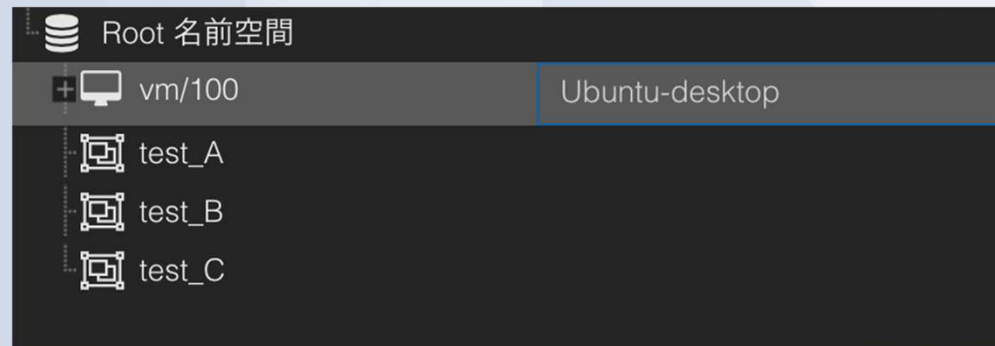 Root 名前空間
vm/100 Ubuntu-desktop
test_A
test_B
test_C